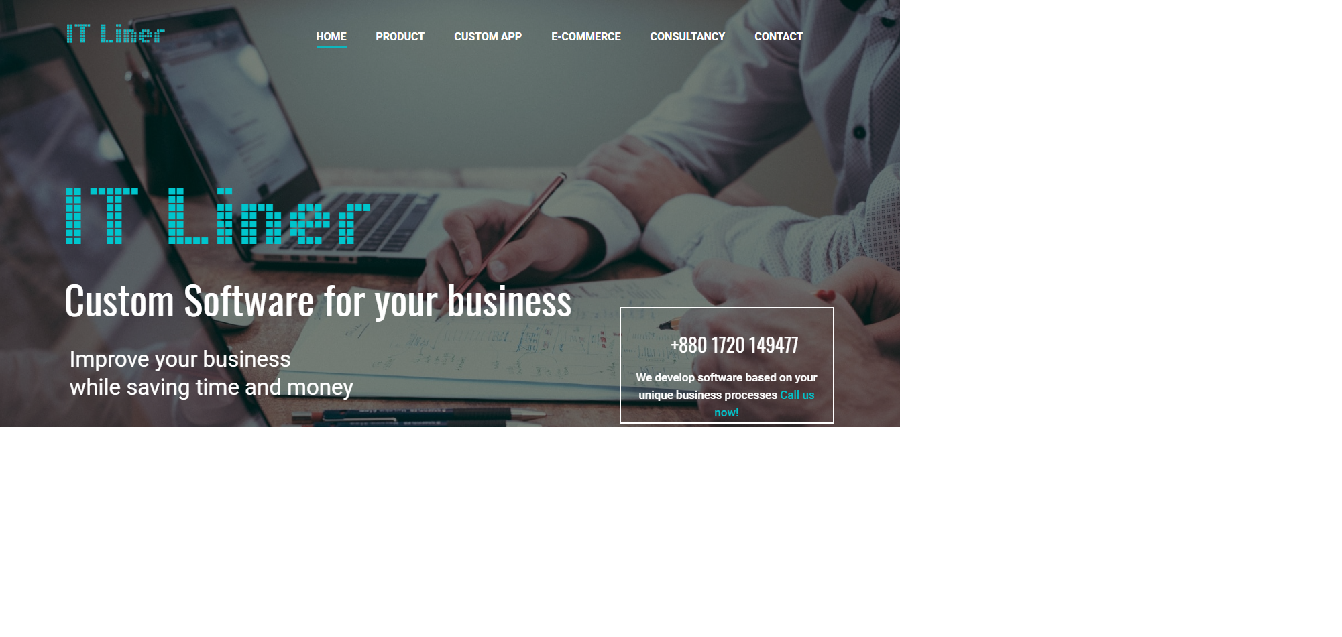 IT Liner
HOME PRODUCT CUSTOM APP E-COMMERCE CONSULTANCY CONTACT
IT Liner
Custom Software for your business
Improve your business
while saving time and money
+880 1720 149477
We develop software based on your
unique business processes Call us
now!